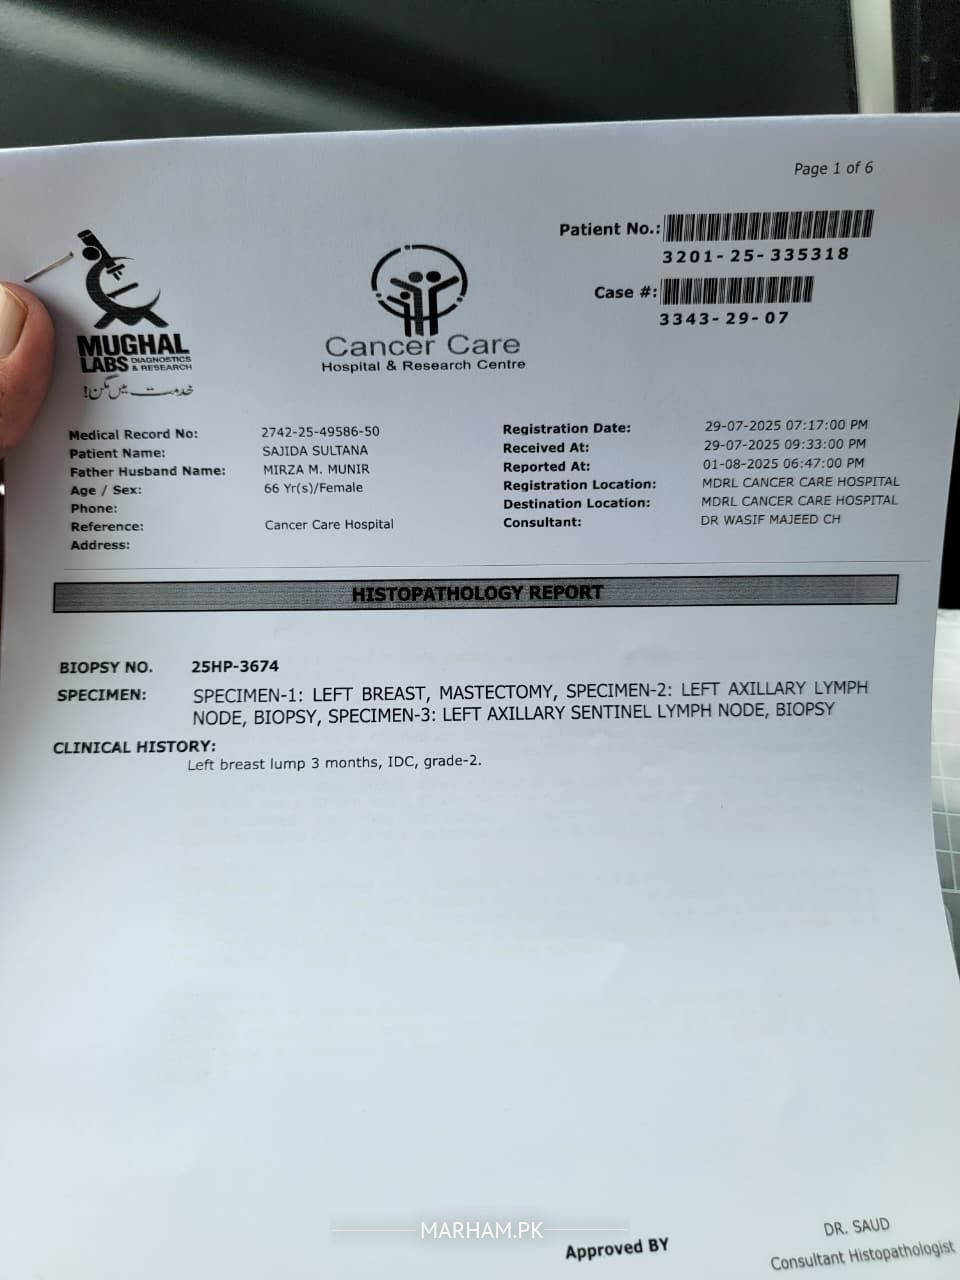 Page 1 of 6
Patient No.:
3201-25-335318
Case #:
3343-29-07
MUGHAL
LABS DIAGNOSTICS & RESEARCH
خدمت میں مگن!
Cancer Care
Hospital & Research Centre
Medical Record No: 2742-25-49586-50
Patient Name: SAJIDA SULTANA
Father Husband Name: MIRZA M. MUNIR
Age / Sex: 66 Yr(s)/Female
Phone:
Reference: Cancer Care Hospital
Address:
Registration Date: 29-07-2025 07:17:00 PM
Received At: 29-07-2025 09:33:00 PM
Reported At: 01-08-2025 06:47:00 PM
Registration Location: MDRL CANCER CARE HOSPITAL
Destination Location: MDRL CANCER CARE HOSPITAL
Consultant: DR WASIF MAJEED CH
HISTOPATHOLOGY REPORT
BIOPSY NO. 25HP-3674
SPECIMEN: SPECIMEN-1: LEFT BREAST, MASTECTOMY, SPECIMEN-2: LEFT AXILLARY LYMPH
NODE, BIOPSY, SPECIMEN-3: LEFT AXILLARY SENTINEL LYMPH NODE, BIOPSY
CLINICAL HISTORY:
Left breast lump 3 months, IDC, grade-2.
MARHAM.PK
Approved BY
DR. SAUD
Consultant Histopathologist